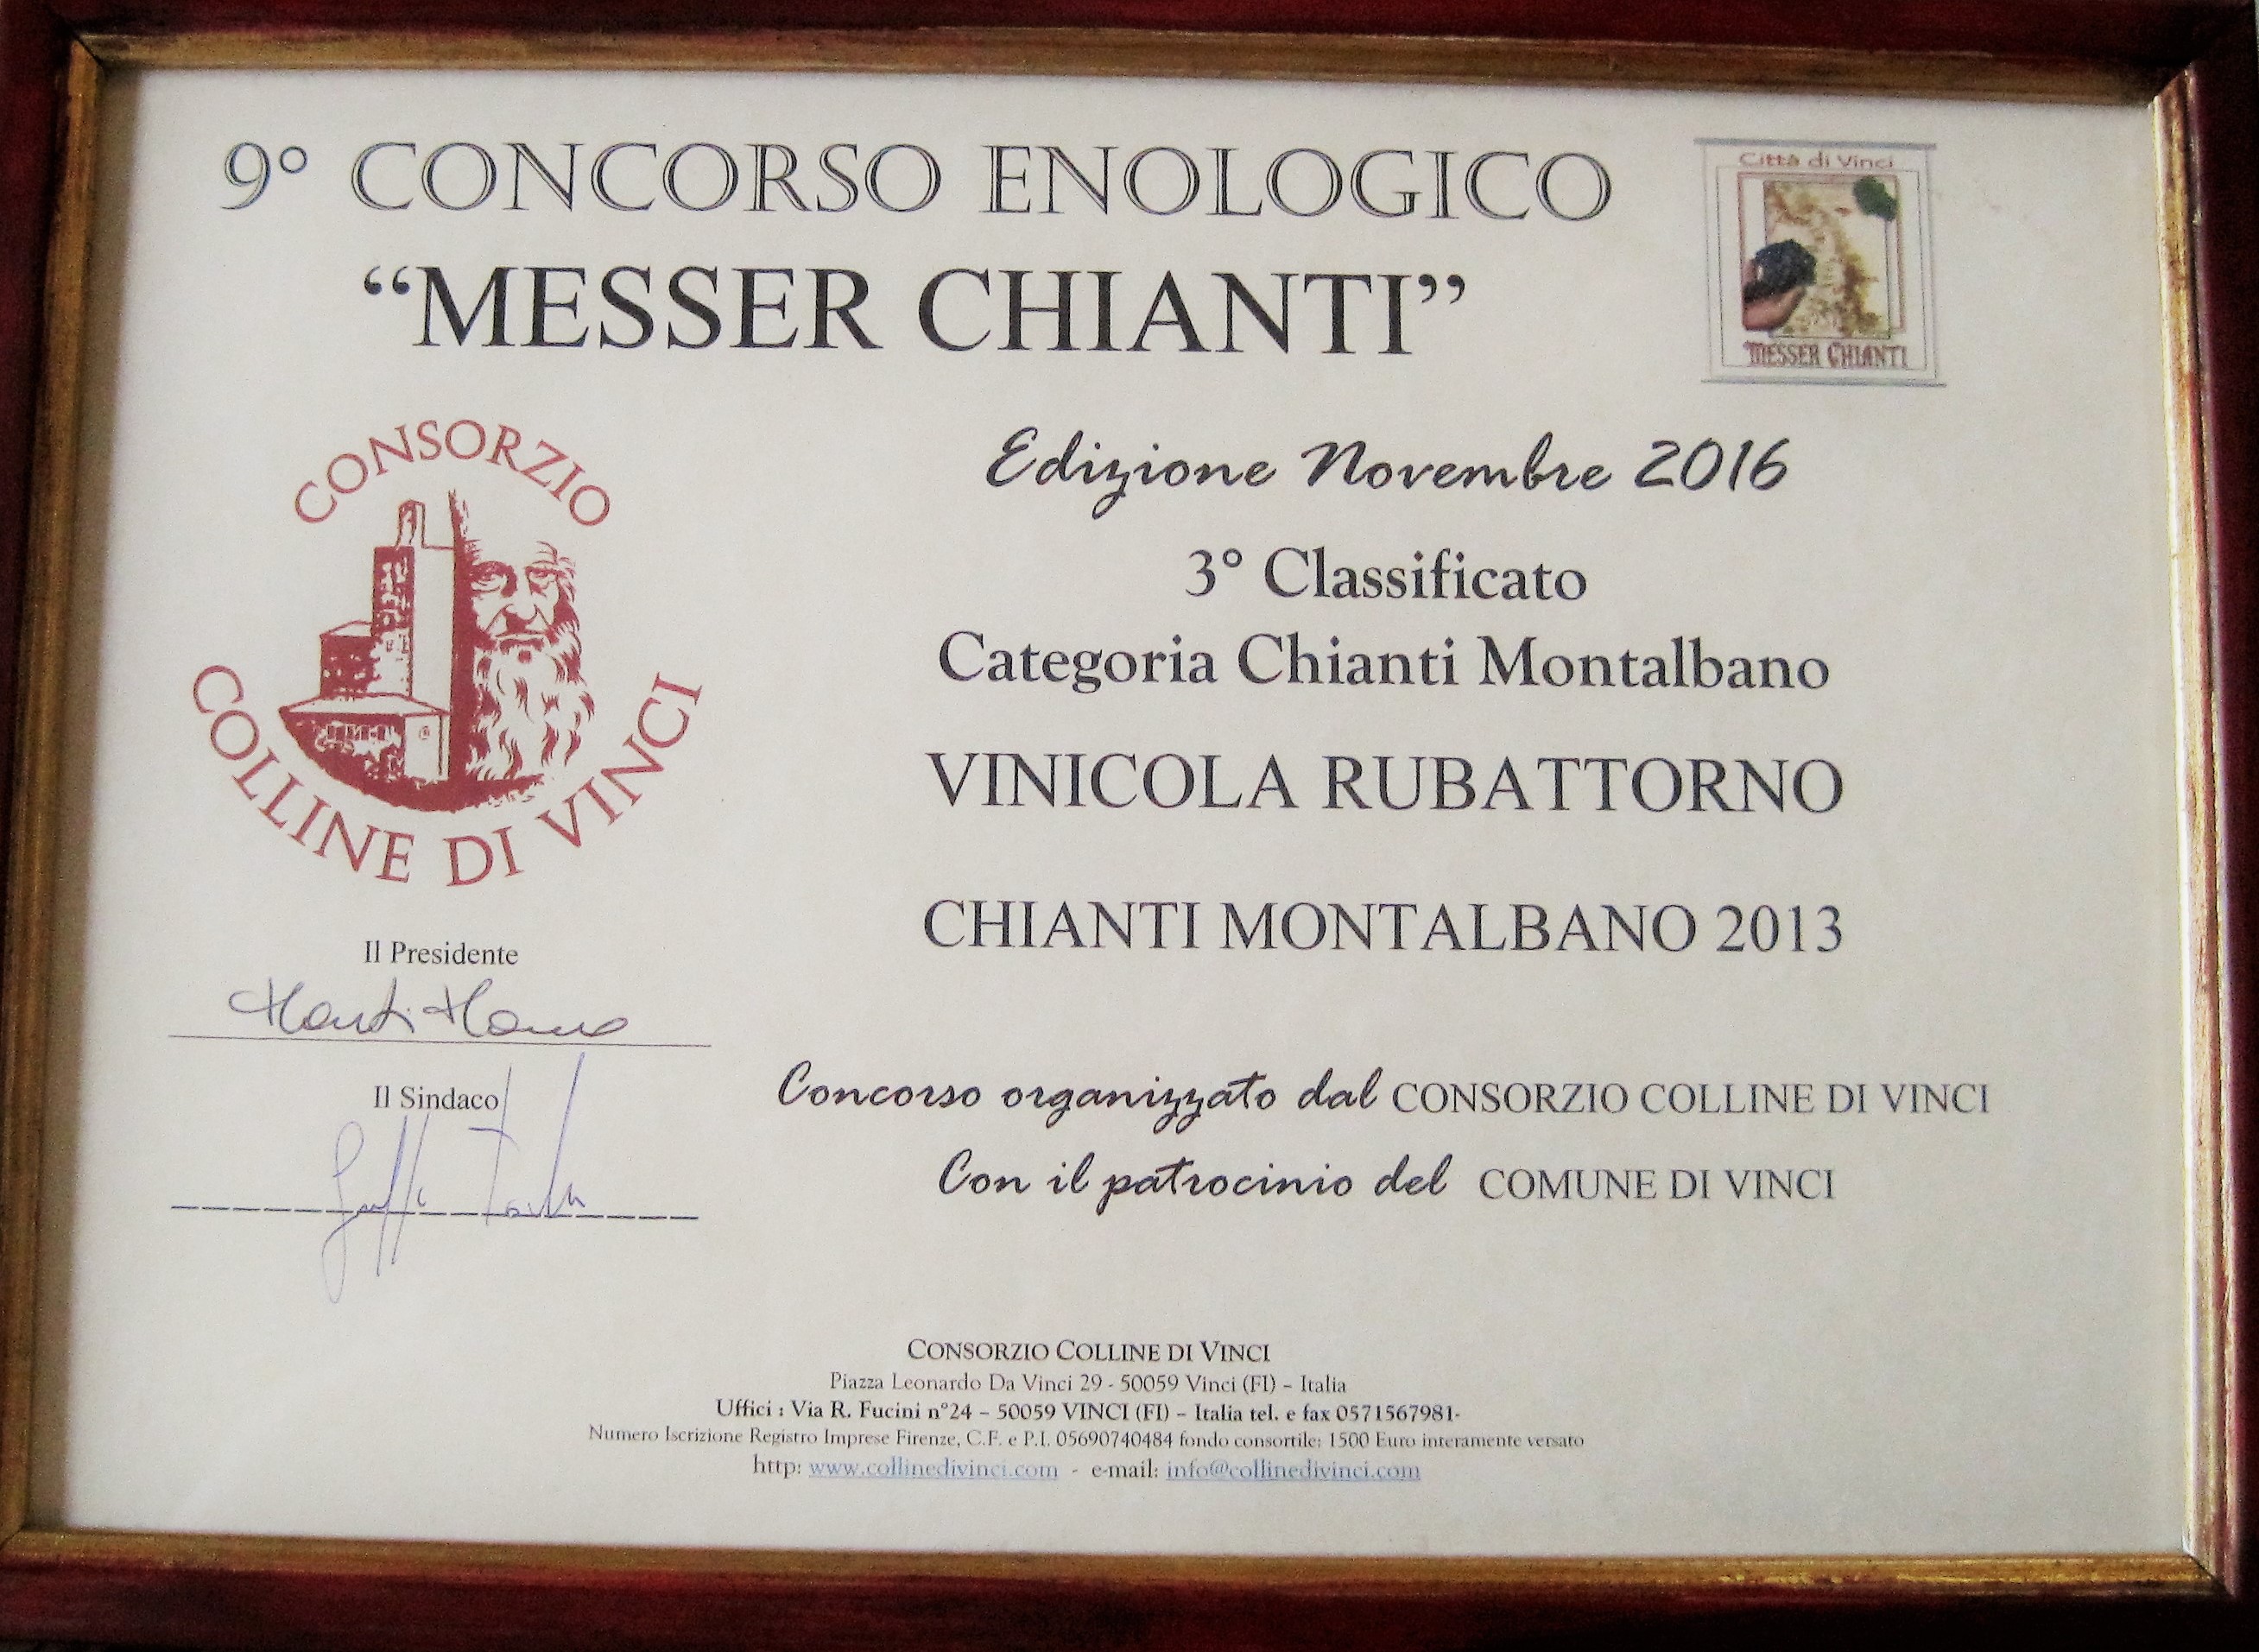 9° CONCORSO ENOLOGICO
“MESSER CHIANTI”
Città di Vinci
MESSER CHIANTI
CONSORZIO
COLLINE DI VINCI
Edizione Novembre 2016
3° Classificato
Categoria Chianti Montalbano
VINICOLA RUBATTORNO
CHIANTI MONTALBANO 2013
Il Presidente
Il Sindaco
Concorso organizzato dal CONSORZIO COLLINE DI VINCI
Con il patrocinio del COMUNE DI VINCI
CONSORZIO COLLINE DI VINCI
Piazza Leonardo Da Vinci 29 - 50059 Vinci (FI) – Italia
Uffici : Via R. Fucini n°24 – 50059 VINCI (FI) – Italia tel. e fax 0571567981-
Numero Iscrizione Registro Imprese Firenze, C.F. e P.I. 05690740484 fondo consortile: 1500 Euro interamente versato
http: www.collinedivinci.com - e-mail: info@collinedivinci.com